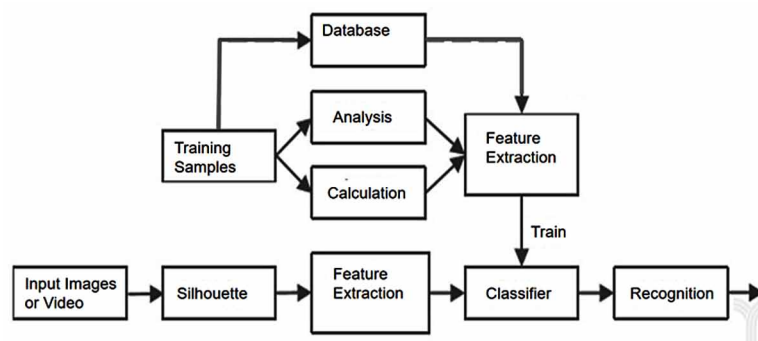 Database
Analysis
Training
Samples
Calculation
Feature
Extraction
Train
Input Images
or Video
Silhouette
Feature
Extraction
Classifier
Recognition